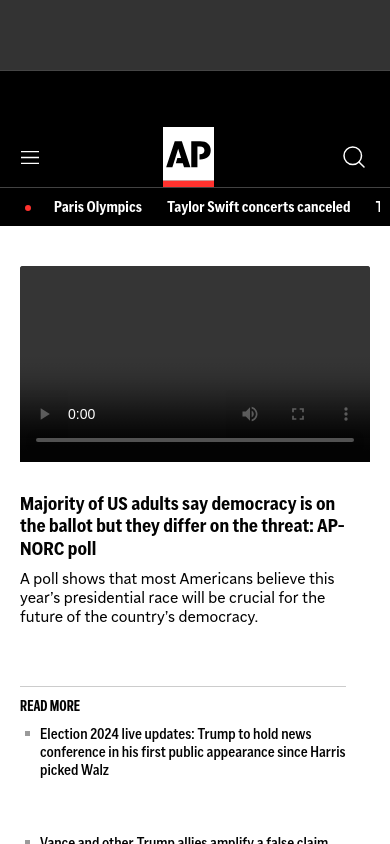 AP
Paris Olympics Taylor Swift concerts canceled
0:00
Majority of US adults say democracy is on
the ballot but they differ on the threat: AP-
NORC poll
A poll shows that most Americans believe this
year’s presidential race will be crucial for the
future of the country’s democracy.
READ MORE
Election 2024 live updates: Trump to hold news
conference in his first public appearance since Harris
picked Walz
Vance and other Trump allies amplify a false claim